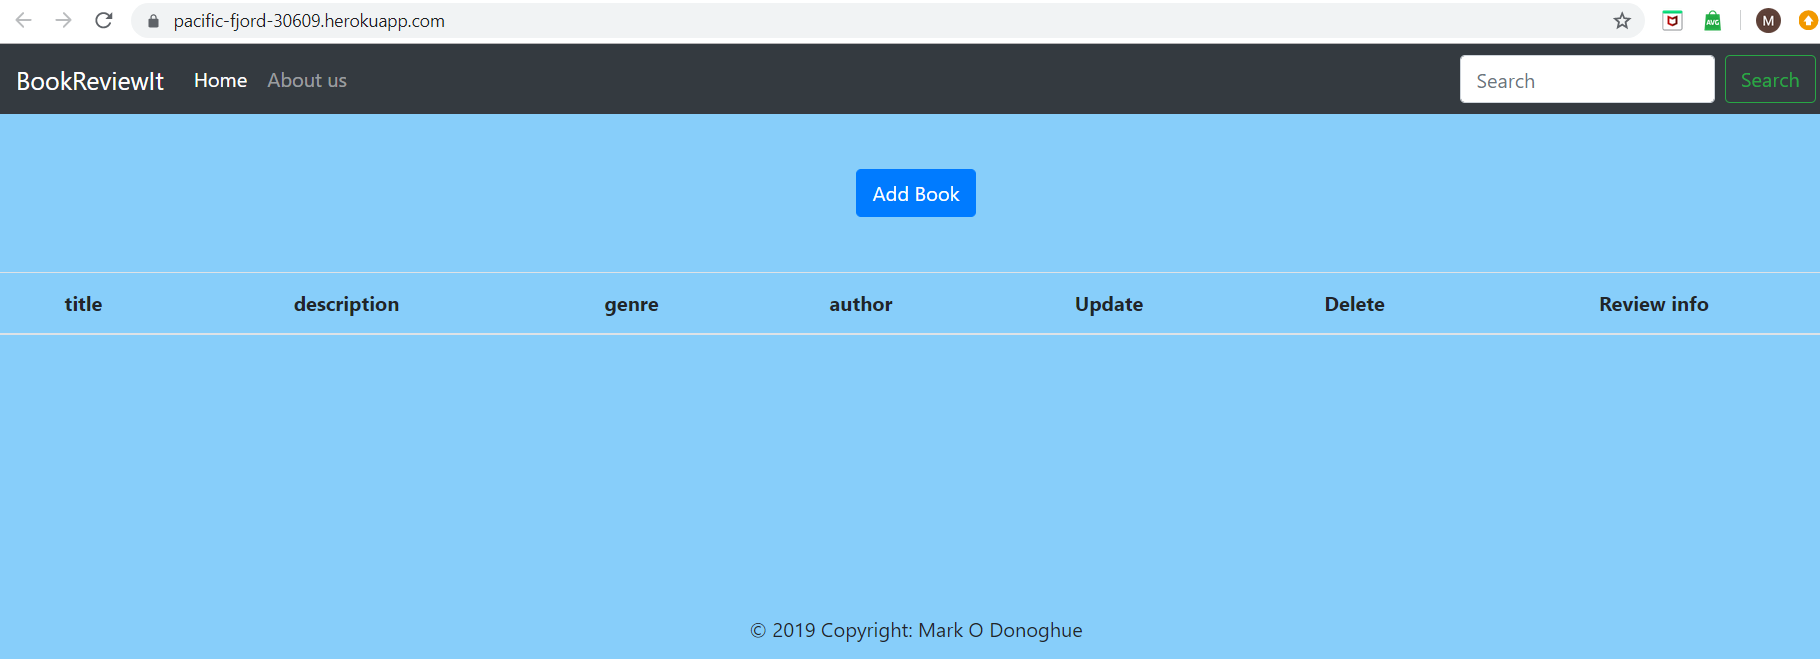 pacific-fjord-30609.herokuapp.com
AVG
M
BookReviewIt Home About us Search Search
Add Book
title description genre author Update Delete Review info
© 2019 Copyright: Mark O Donoghue